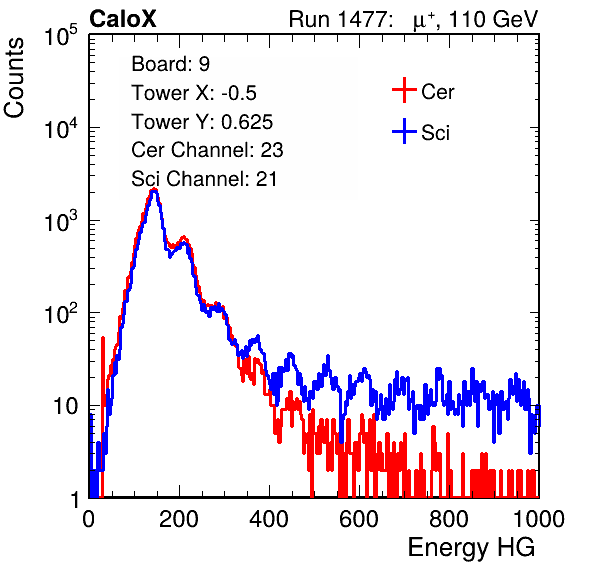 CaloX Run 1477: μ⁺, 110 GeV
Counts
Board: 9
Tower X: -0.5
Tower Y: 0.625
Cer Channel: 23
Sci Channel: 21
Cer
Sci
10⁵
10⁴
10³
10²
10
1
0 200 400 600 800 1000
Energy HG